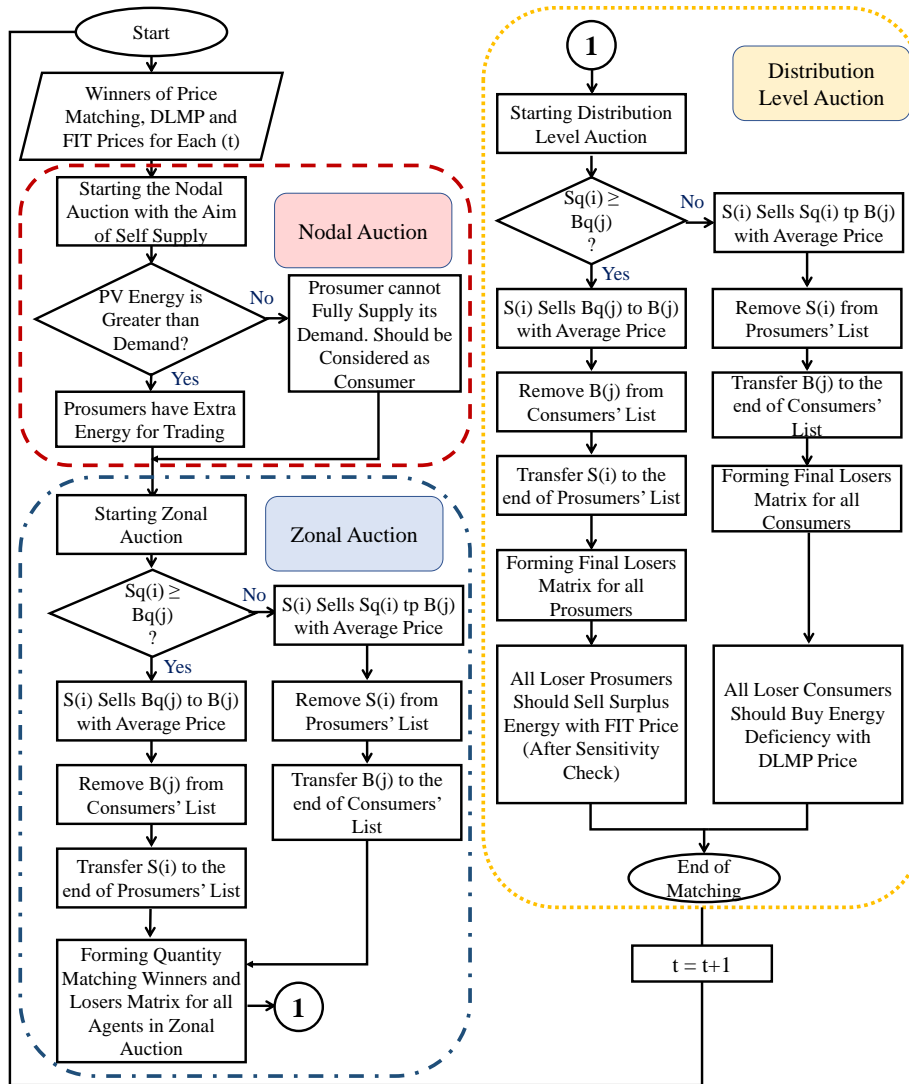 Start
Winners of Price
Matching, DLMP and
FIT Prices for Each (t)
Starting the Nodal
Auction with the Aim
of Self Supply
Nodal Auction
PV Energy is
Greater than
Demand?
No
Prosumer cannot
Fully Supply its
Demand. Should be
Considered as
Consumer
Yes
Prosumers have Extra
Energy for Trading
Starting Zonal
Auction
Zonal Auction
Sq(i) ≥
Bq(j)
?
No
S(i) Sells Sq(i) tp B(j)
with Average Price
Yes
S(i) Sells Bq(j) to B(j)
with Average Price
Remove S(i) from
Prosumers' List
Remove B(j) from
Consumers' List
Transfer B(j) to the
end of Consumers'
List
Transfer S(i) to the
end of Prosumers' List
Forming Quantity
Matching Winners and
Losers Matrix for all
Agents in Zonal
Auction
1
1
Distribution
Level Auction
Starting Distribution
Level Auction
Sq(i) ≥
Bq(j)
?
No
S(i) Sells Sq(i) tp B(j)
with Average Price
Yes
S(i) Sells Bq(j) to B(j)
with Average Price
Remove S(i) from
Prosumers' List
Remove B(j) from
Consumers' List
Transfer B(j) to the
end of Consumers'
List
Transfer S(i) to the
end of Prosumers' List
Forming Final Losers
Matrix for all
Consumers
Forming Final Losers
Matrix for all
Prosumers
All Loser Prosumers
Should Sell Surplus
Energy with FIT Price
(After Sensitivity
Check)
All Loser Consumers
Should Buy Energy
Deficiency with
DLMP Price
End of
Matching
t = t+1